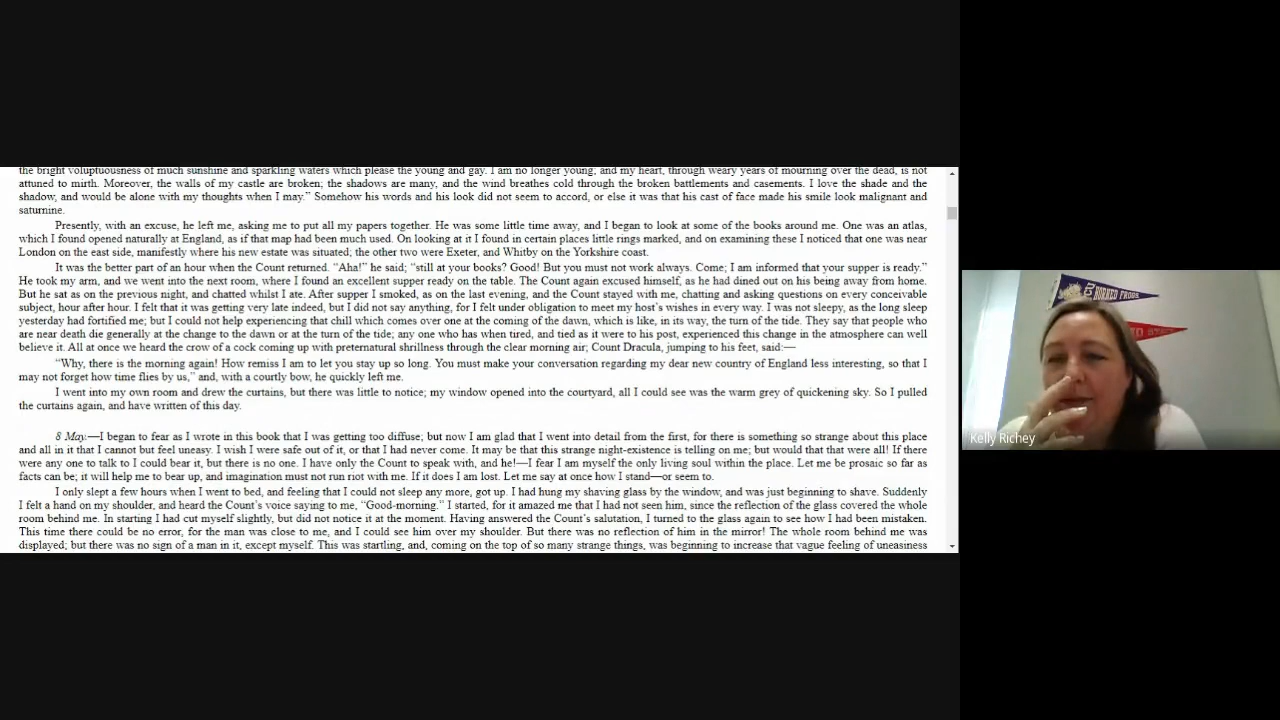 the bright voluptuousness of much sunshine and sparkling waters which please the young and gay. I am no longer young; and my heart, through weary years of mourning over the dead, is not
attuned to mirth. Moreover, the walls of my castle are broken; the shadows are many, and the wind breathes cold through the broken battlements and casements. I love the shade and the
shadow, and would be alone with my thoughts when I may.” Somehow his words and his look did not seem to accord, or else it was that his cast of face made his smile look malignant and
saturnine.
Presently, with an excuse, he left me, asking me to put all my papers together. He was some little time away, and I began to look at some of the books around me. One was an atlas,
which I found opened naturally at England, as if that map had been much used. On looking at it I found in certain places little rings marked, and on examining these I noticed that one was near
London on the east side, manifestly where his new estate was situated; the other two were Exeter, and Whitby on the Yorkshire coast.
It was the better part of an hour when the Count returned. “Aha!” he said; “still at your books? Good! But you must not work always. Come; I am informed that your supper is ready.”
He took my arm, and we went into the next room, where I found an excellent supper ready on the table. The Count again excused himself, as he had dined out on his being away from home.
But he sat as on the previous night, and chatted whilst I ate. After supper I smoked, as on the last evening, and the Count stayed with me, chatting and asking questions on every conceivable
subject, hour after hour. I felt that it was getting very late indeed, but I did not say anything, for I felt under obligation to meet my host’s wishes in every way. I was not sleepy, as the long sleep
yesterday had fortified me; but I could not help experiencing that chill which comes over one at the coming of the dawn, which is like, in its way, the turn of the tide. They say that people who
are near death die generally at the change to the dawn or at the turn of the tide; any one who has when tired, and tied as it were to his post, experienced this change in the atmosphere can well
believe it. All at once we heard the crow of a cock coming up with preternatural shrillness through the clear morning air; Count Dracula, jumping to his feet, said:—
“Why, there is the morning again! How remiss I am to let you stay up so long. You must make your conversation regarding my dear new country of England less interesting, so that I
may not forget how time flies by us,” and, with a courtly bow, he quickly left me.
I went into my own room and drew the curtains, but there was little to notice; my window opened into the courtyard, all I could see was the warm grey of quickening sky. So I pulled
the curtains again, and have written of this day.
8 May.—I began to fear as I wrote in this book that I was getting too diffuse; but now I am glad that I went into detail from the first, for there is something so strange about this place
and all in it that I cannot but feel uneasy. I wish I were safe out of it, or that I had never come. It may be that this strange night-existence is telling on me; but would that that were all! If there
were any one to talk to I could bear it, but there is no one. I have only the Count to speak with, and he!—I fear I am myself the only living soul within the place. Let me be prosaic so far as
facts can be; it will help me to bear up, and imagination must not run riot with me. If it does I am lost. Let me say at once how I stand—or seem to.
I only slept a few hours when I went to bed, and feeling that I could not sleep any more, got up. I had hung my shaving glass by the window, and was just beginning to shave. Suddenly
I felt a hand on my shoulder, and heard the Count’s voice saying to me, “Good-morning.” I started, for it amazed me that I had not seen him, since the reflection of the glass covered the whole
room behind me. In starting I had cut myself slightly, but did not notice it at the moment. Having answered the Count’s salutation, I turned to the glass again to see how I had been mistaken.
This time there could be no error, for the man was close to me, and I could see him over my shoulder. But there was no reflection of him in the mirror! The whole room behind me was
displayed; but there was no sign of a man in it, except myself. This was startling, and, coming on the top of so many strange things, was beginning to increase that vague feeling of uneasiness
HORNED FROGS
Kelly Richey